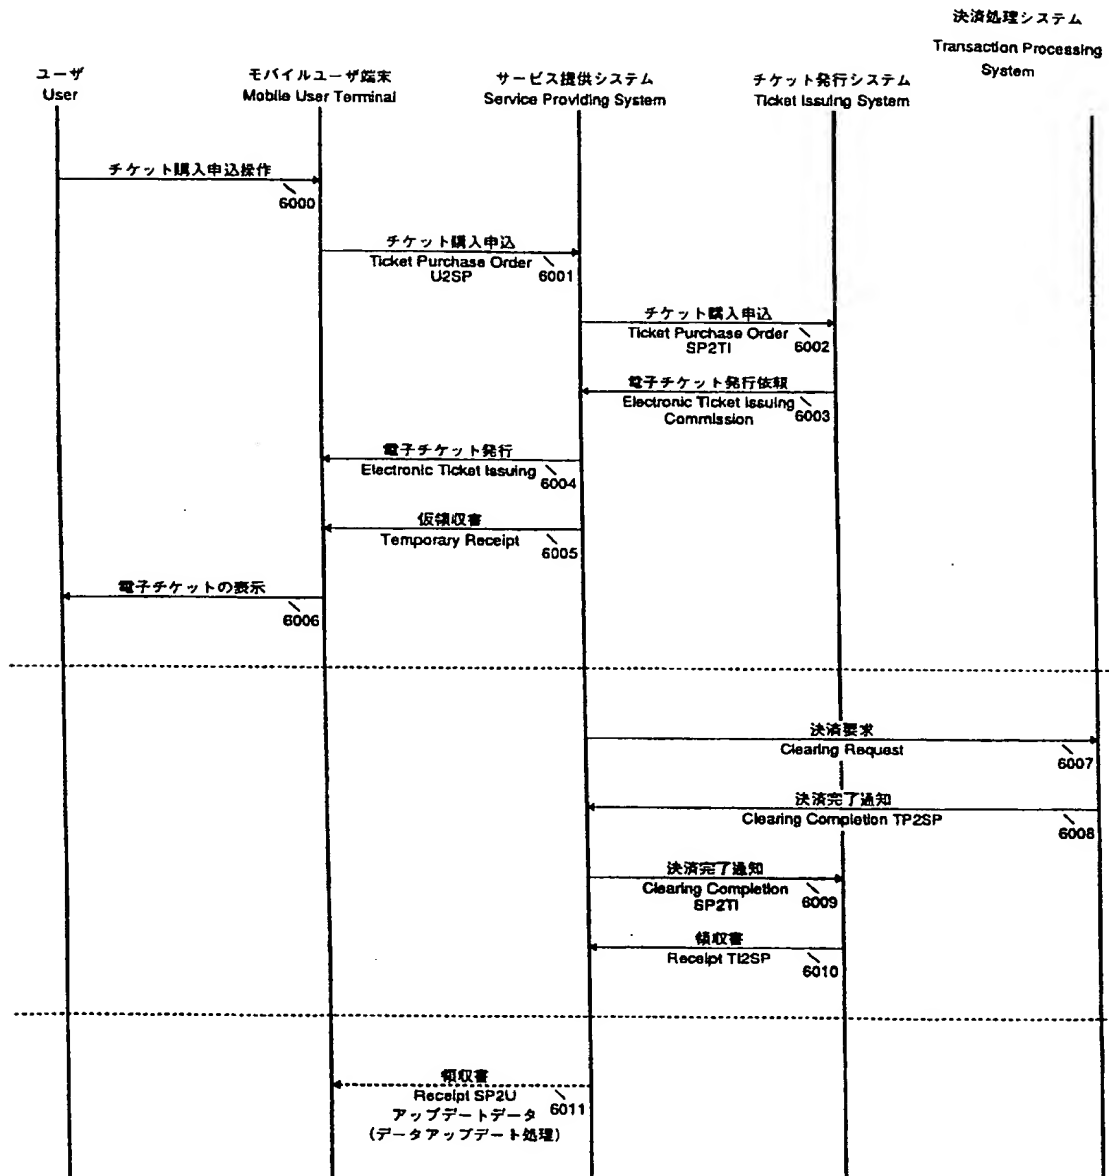 決済処理システム
Transaction Processing
System
ユーザ
User
モバイルユーザ端末
Mobile User Terminal
サービス提供システム
Service Providing System
チケット発行システム
Ticket Issuing System
チケット購入申込操作
6000
チケット購入申込
Ticket Purchase Order
U2SP
6001
チケット購入申込
Ticket Purchase Order
SP2TI
6002
電子チケット発行依頼
Electronic Ticket Issuing
Commission
6003
電子チケット発行
Electronic Ticket Issuing
6004
仮領収書
Temporary Receipt
6005
電子チケットの表示
6006
決済要求
Clearing Request
6007
決済完了通知
Clearing Completion TP2SP
6008
決済完了通知
Clearing Completion
SP2TI
6009
領収書
Receipt TI2SP
6010
領収書
Receipt SP2U
6011
アップデートデータ
(データアップデート処理)